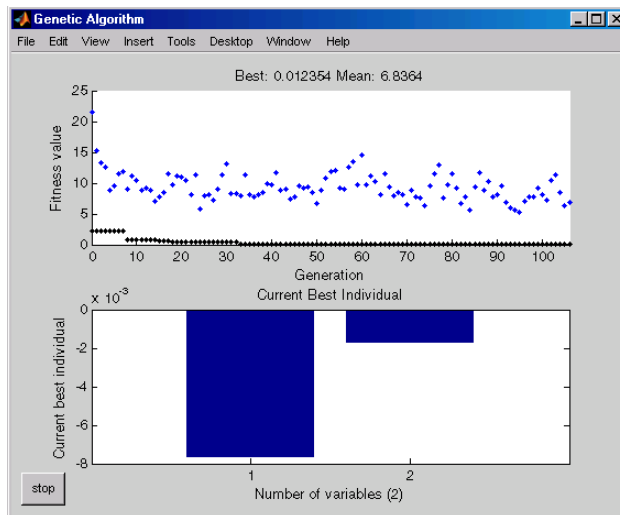 Genetic Algorithm
File Edit View Insert Tools Desktop Window Help
Best: 0.012354 Mean: 6.8364
25
20
15
10
5
0
Fitness value
0 10 20 30 40 50 60 70 80 90 100
Generation
x 10-3
Current Best Individual
0
-2
-4
-6
-8
Current best individual
1 2
Number of variables (2)
stop